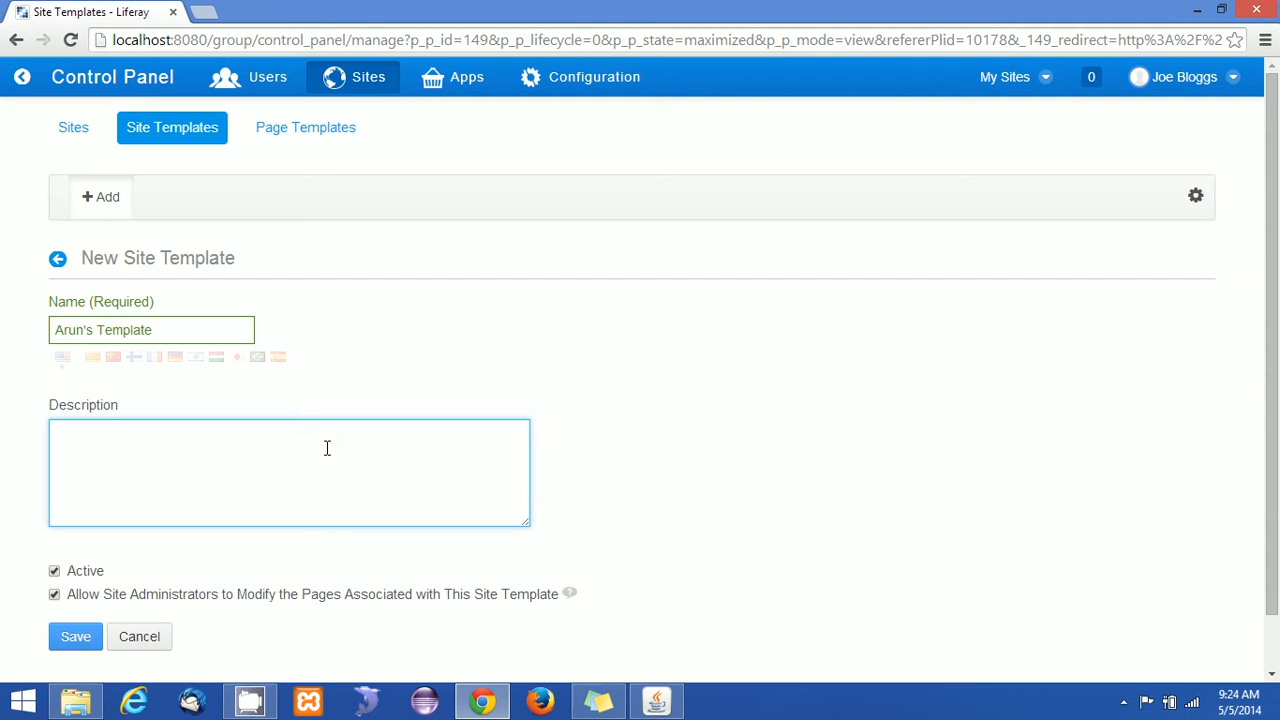 Site Templates - Liferay
localhost:8080/group/control_panel/manage?p_p_id=149&p_p_lifecycle=0&p_p_state=maximized&p_p_mode=view&refererPlid=10178&_149_redirect=http%3A%2F%2
Control Panel Users Sites Apps Configuration My Sites 0 Joe Bloggs
Sites Site Templates Page Templates
+ Add
New Site Template
Name (Required)
Arun's Template
Description
Active
Allow Site Administrators to Modify the Pages Associated with This Site Template
Save Cancel
9:24 AM
5/5/2014